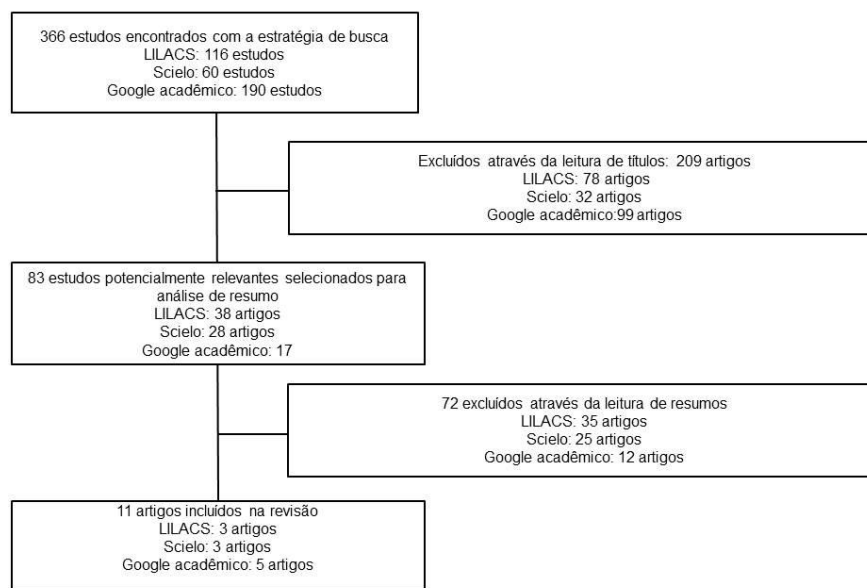 366 estudos encontrados com a estratégia de busca
LILACS: 116 estudos
Scielo: 60 estudos
Google acadêmico: 190 estudos
Excluídos através da leitura de títulos: 209 artigos
LILACS: 78 artigos
Scielo: 32 artigos
Google acadêmico:99 artigos
83 estudos potencialmente relevantes selecionados para
análise de resumo
LILACS: 38 artigos
Scielo: 28 artigos
Google acadêmico: 17
72 excluídos através da leitura de resumos
LILACS: 35 artigos
Scielo: 25 artigos
Google acadêmico: 12 artigos
11 artigos incluídos na revisão
LILACS: 3 artigos
Scielo: 3 artigos
Google acadêmico: 5 artigos